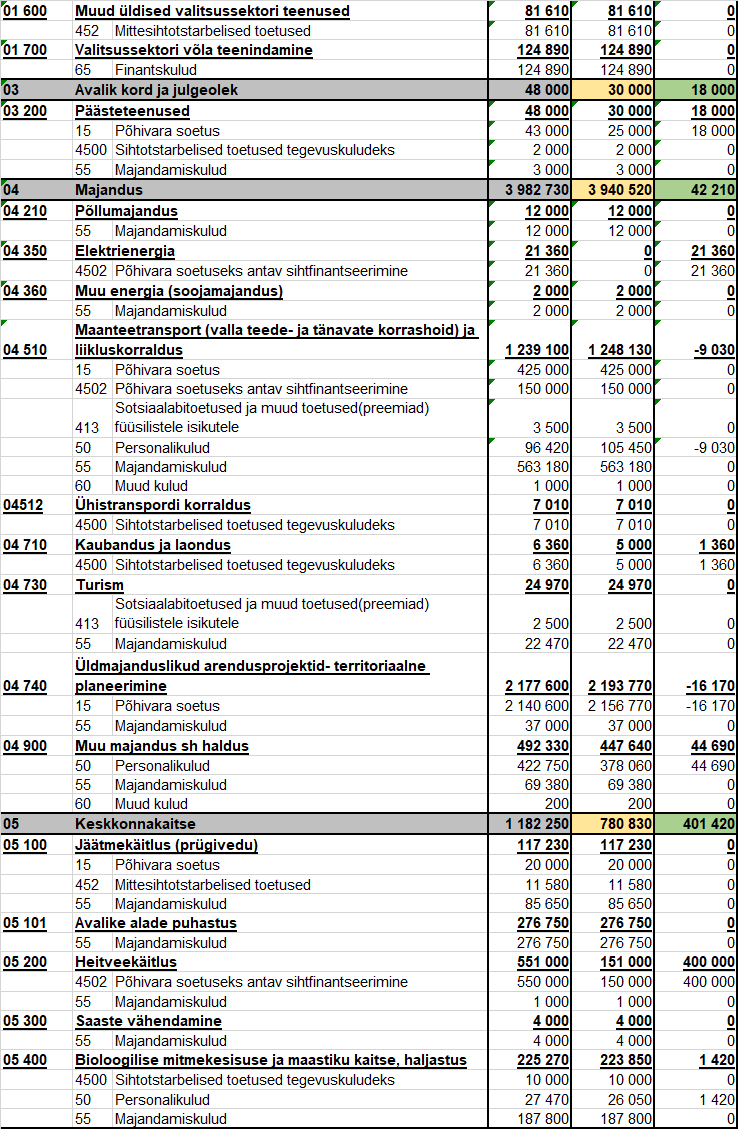 01 600 Muud üldised valitsussektori teenused 81 610 81 610 0
452 Mittesihtotstarbelised toetused 81 610 81 610 0
01 700 Valitsussektori võla teenindamine 124 890 124 890 0
65 Finantskulud 124 890 124 890 0
03 Avalik kord ja julgeolek 48 000 30 000 18 000
03 200 Päästeteenused 48 000 30 000 18 000
15 Põhivara soetus 43 000 25 000 18 000
4500 Sihtotstarbelised toetused tegevuskuludeks 2 000 2 000 0
55 Majandamiskulud 3 000 3 000 0
04 Majandus 3 982 730 3 940 520 42 210
04 210 Põllumajandus 12 000 12 000 0
55 Majandamiskulud 12 000 12 000 0
04 350 Elektrienergia 21 360 0 21 360
4502 Põhivara soetuseks antav sihtfinantseerimine 21 360 0 21 360
04 360 Muu energia (soojamajandus) 2 000 2 000 0
55 Majandamiskulud 2 000 2 000 0
Maanteetransport (valla teede- ja tänavate korrashoid) ja
04 510 liikluskorraldus 1 239 100 1 248 130 -9 030
15 Põhivara soetus 425 000 425 000 0
4502 Põhivara soetuseks antav sihtfinantseerimine 150 000 150 000 0
Sotsiaalabitoetused ja muud toetused(preemiad)
413 füüsilistele isikutele 3 500 3 500 0
50 Personalikulud 96 420 105 450 -9 030
55 Majandamiskulud 563 180 563 180 0
60 Muud kulud 1 000 1 000 0
04512 Ühistranspordi korraldus 7 010 7 010 0
4500 Sihtotstarbelised toetused tegevuskuludeks 7 010 7 010 0
04 710 Kaubandus ja laondus 6 360 5 000 1 360
4500 Sihtotstarbelised toetused tegevuskuludeks 6 360 5 000 1 360
04 730 Turism 24 970 24 970 0
Sotsiaalabitoetused ja muud toetused(preemiad)
413 füüsilistele isikutele 2 500 2 500 0
55 Majandamiskulud 22 470 22 470 0
Üldmajanduslikud arendusprojektid- territoriaalne
04 740 planeerimine 2 177 600 2 193 770 -16 170
15 Põhivara soetus 2 140 600 2 156 770 -16 170
55 Majandamiskulud 37 000 37 000 0
04 900 Muu majandus sh haldus 492 330 447 640 44 690
50 Personalikulud 422 750 378 060 44 690
55 Majandamiskulud 69 380 69 380 0
60 Muud kulud 200 200 0
05 Keskkonnakaitse 1 182 250 780 830 401 420
05 100 Jäätmekäitlus (prügivedu) 117 230 117 230 0
15 Põhivara soetus 20 000 20 000 0
452 Mittesihtotstarbelised toetused 11 580 11 580 0
55 Majandamiskulud 85 650 85 650 0
05 101 Avalike alade puhastus 276 750 276 750 0
55 Majandamiskulud 276 750 276 750 0
05 200 Heitveekäitlus 551 000 151 000 400 000
4502 Põhivara soetuseks antav sihtfinantseerimine 550 000 150 000 400 000
55 Majandamiskulud 1 000 1 000 0
05 300 Saaste vähendamine 4 000 4 000 0
55 Majandamiskulud 4 000 4 000 0
05 400 Bioloogilise mitmekesisuse ja maastiku kaitse, haljastus 225 270 223 850 1 420
4500 Sihtotstarbelised toetused tegevuskuludeks 10 000 10 000 0
50 Personalikulud 27 470 26 050 1 420
55 Majandamiskulud 187 800 187 800 0